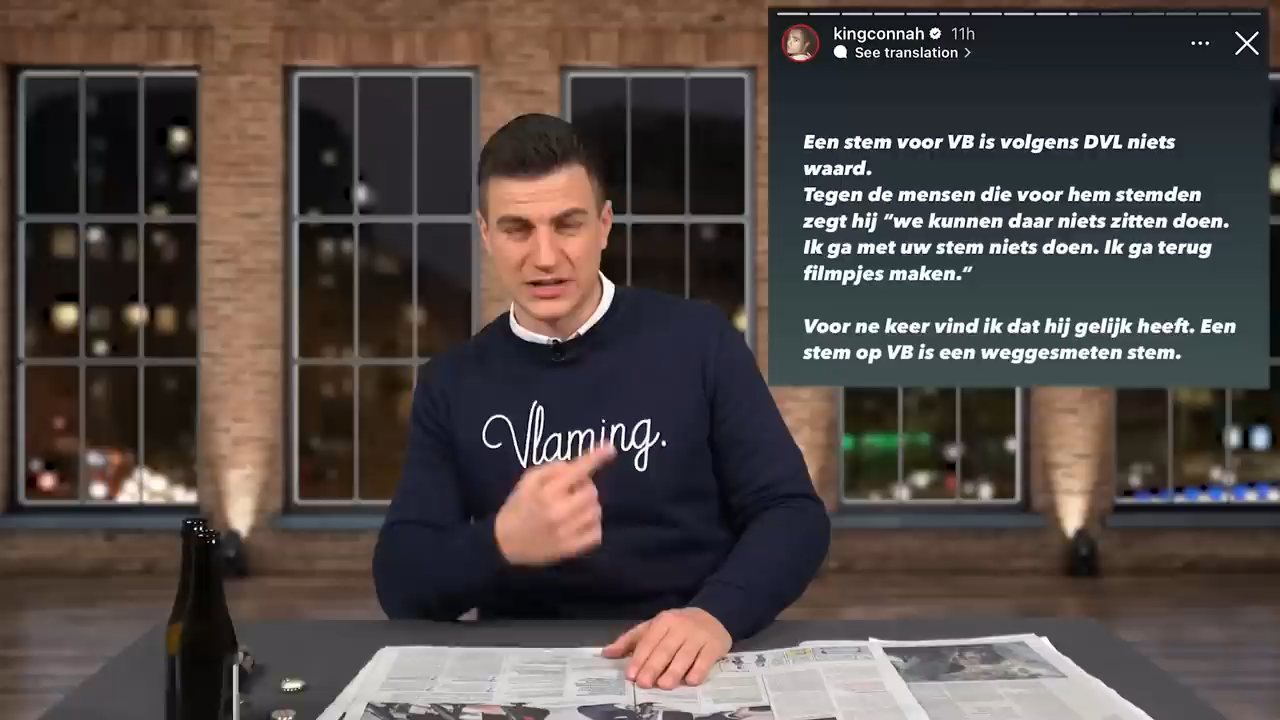 kingconnah 11h
See translation >
Een stem voor VB is volgens DVL niets
waard.
Tegen de mensen die voor hem stemden
zegt hij “we kunnen daar niets zitten doen.
Ik ga met uw stem niets doen. Ik ga terug
filmpjes maken.“
Voor ne keer vind ik dat hij gelijk heeft. Een
stem op VB is een weggesmeten stem.
Vlaming.